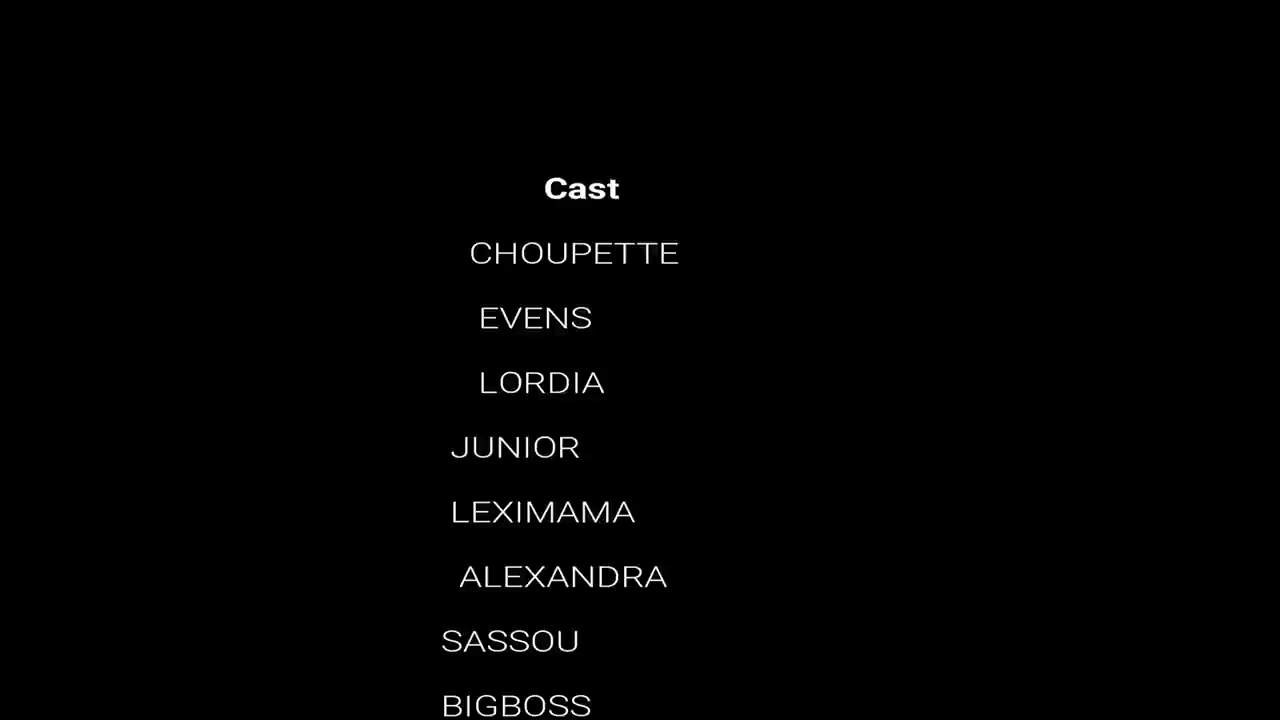 Cast
CHOUPETTE
EVENS
LORDIA
JUNIOR
LEXIMAMA
ALEXANDRA
SASSOU
BIGBOSS